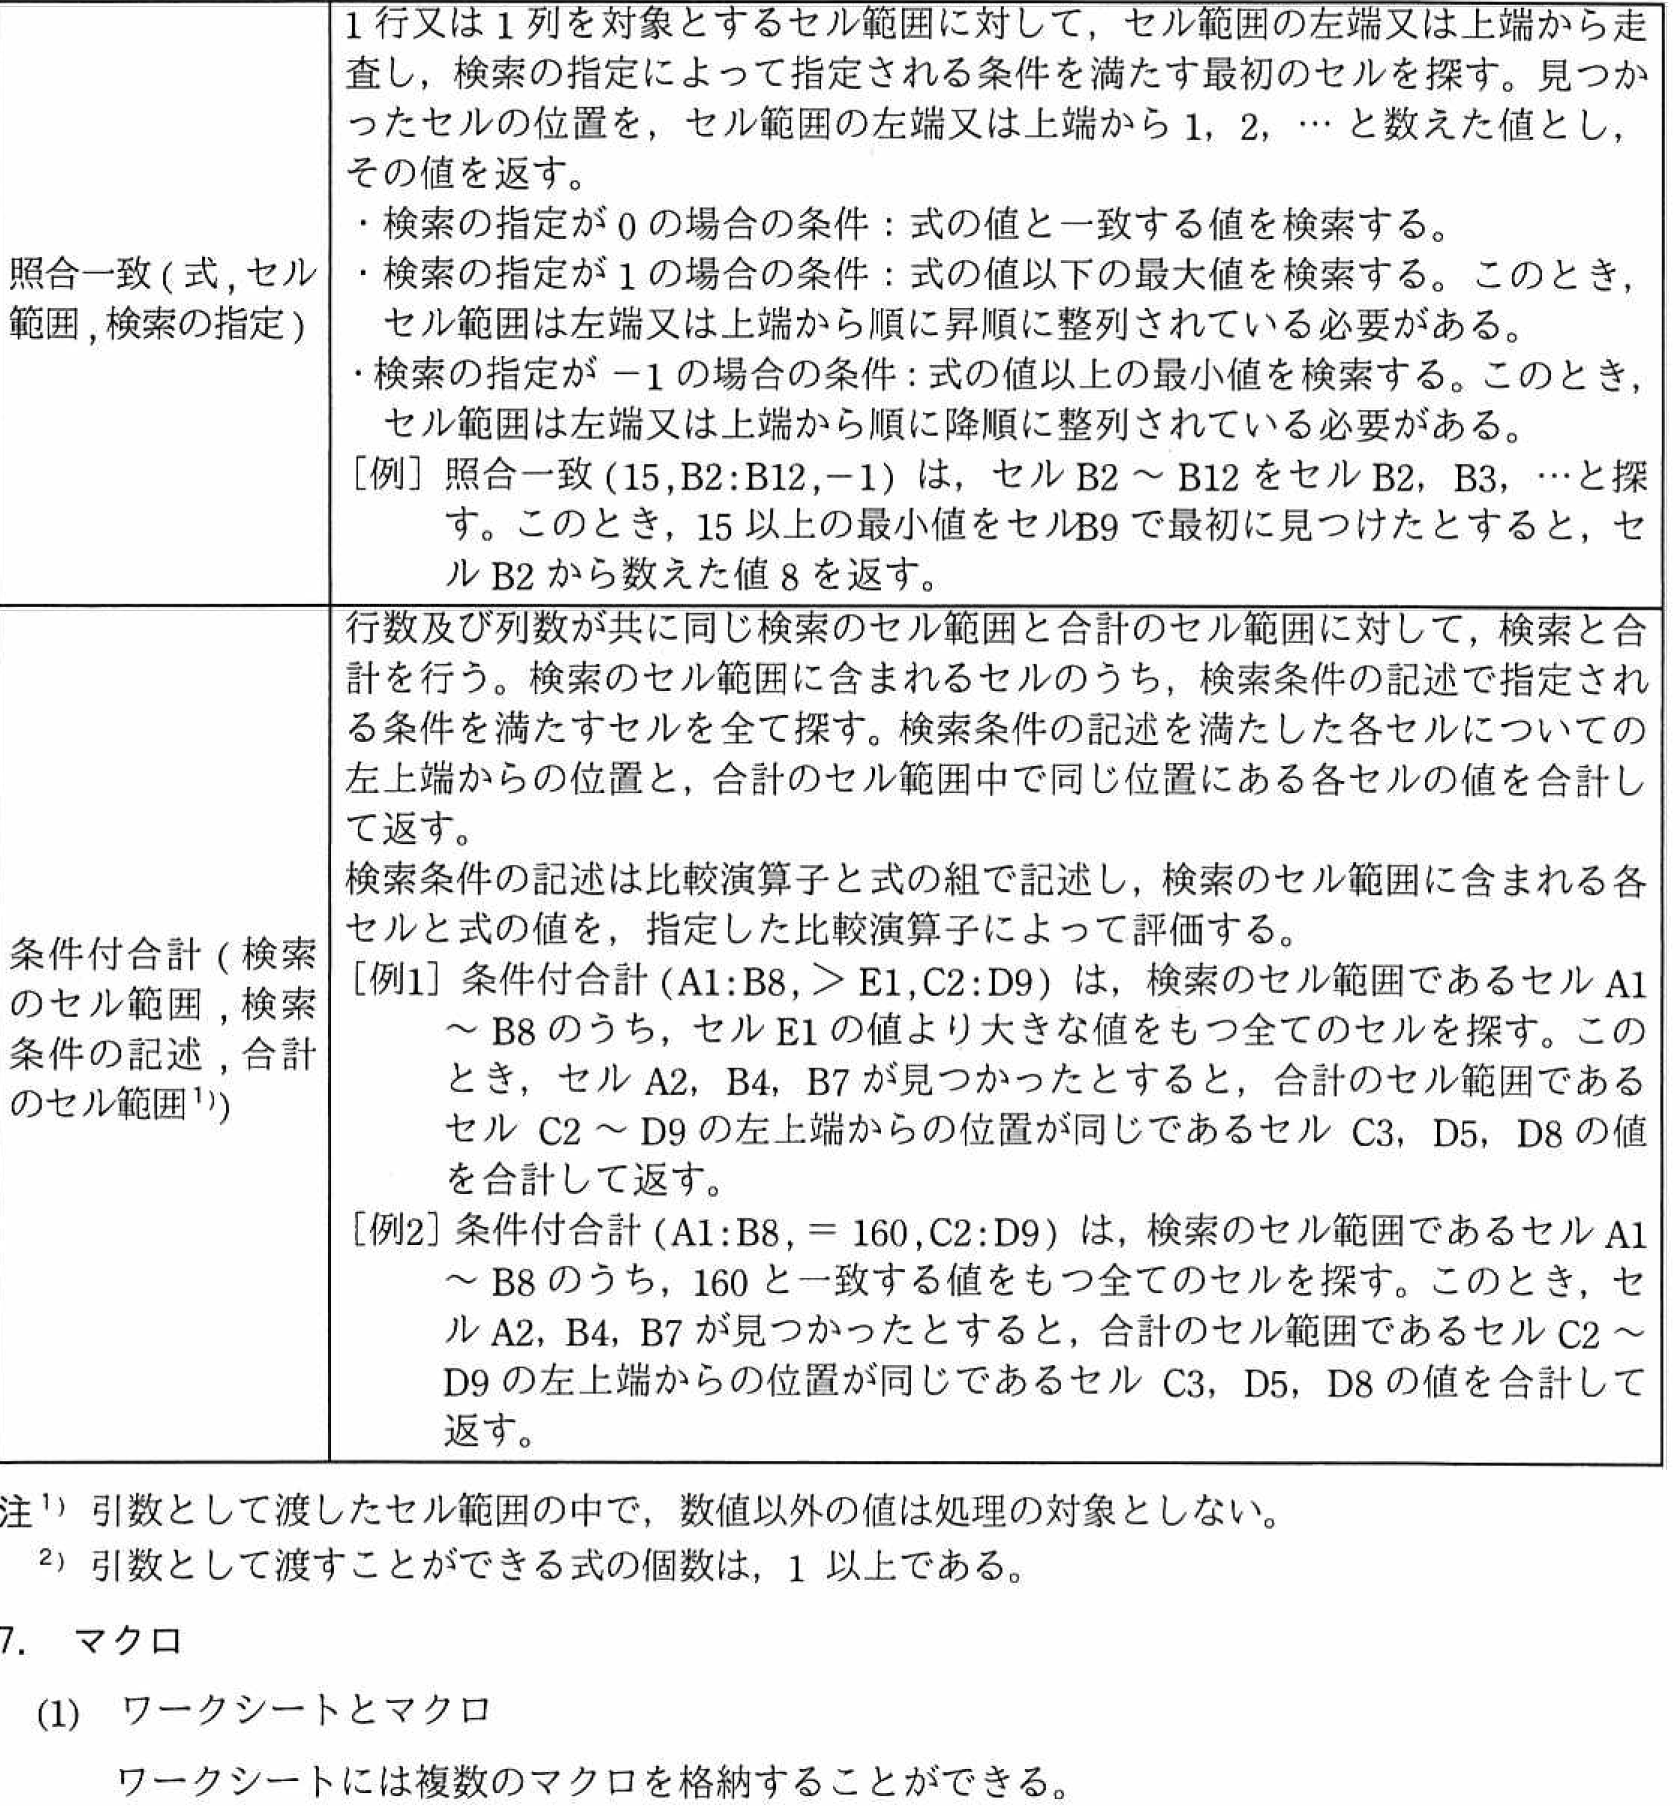 1 行又は 1 列を対象とするセル範囲に対して，セル範囲の左端又は上端から走
査し，検索の指定によって指定される条件を満たす最初のセルを探す。見つか
ったセルの位置を，セル範囲の左端又は上端から 1，2，… と数えた値とし，
その値を返す。
・検索の指定が 0 の場合の条件：式の値と一致する値を検索する。
照合一致(式,セル
範囲,検索の指定)
・検索の指定が 1 の場合の条件：式の値以下の最大値を検索する。このとき，
セル範囲は左端又は上端から順に昇順に整列されている必要がある。
・検索の指定が −1 の場合の条件：式の値以上の最小値を検索する。このとき，
セル範囲は左端又は上端から順に降順に整列されている必要がある。
［例］照合一致(15,B2:B12,−1) は，セル B2 ～ B12 をセル B2，B3，…と探
す。このとき，15 以上の最小値をセルB9 で最初に見つけたとすると，セ
ル B2 から数えた値 8 を返す。
行数及び列数が共に同じ検索のセル範囲と合計のセル範囲に対して，検索と合
計を行う。検索のセル範囲に含まれるセルのうち，検索条件の記述で指定され
る条件を満たすセルを全て探す。検索条件の記述を満たした各セルについての
左上端からの位置と，合計のセル範囲中で同じ位置にある各セルの値を合計し
て返す。
検索条件の記述は比較演算子と式の組で記述し，検索のセル範囲に含まれる各
セルと式の値を，指定した比較演算子によって評価する。
条件付合計(検索
のセル範囲,検索
条件の記述,合計
のセル範囲1))
［例1］条件付合計(A1:B8,＞E1,C2:D9) は，検索のセル範囲であるセル A1
～ B8 のうち，セル E1 の値より大きな値をもつ全てのセルを探す。この
とき，セル A2，B4，B7 が見つかったとすると，合計のセル範囲である
セル C2 ～ D9 の左上端からの位置が同じであるセル C3，D5，D8 の値
を合計して返す。
［例2］条件付合計(A1:B8,＝160,C2:D9) は，検索のセル範囲であるセル A1
～ B8 のうち，160 と一致する値をもつ全てのセルを探す。このとき，セ
ル A2，B4，B7 が見つかったとすると，合計のセル範囲であるセル C2 ～
D9 の左上端からの位置が同じであるセル C3，D5，D8 の値を合計して
返す。
注1) 引数として渡したセル範囲の中で，数値以外の値は処理の対象としない。
2) 引数として渡すことができる式の個数は，1 以上である。
7. マクロ
(1) ワークシートとマクロ
ワークシートには複数のマクロを格納することができる。